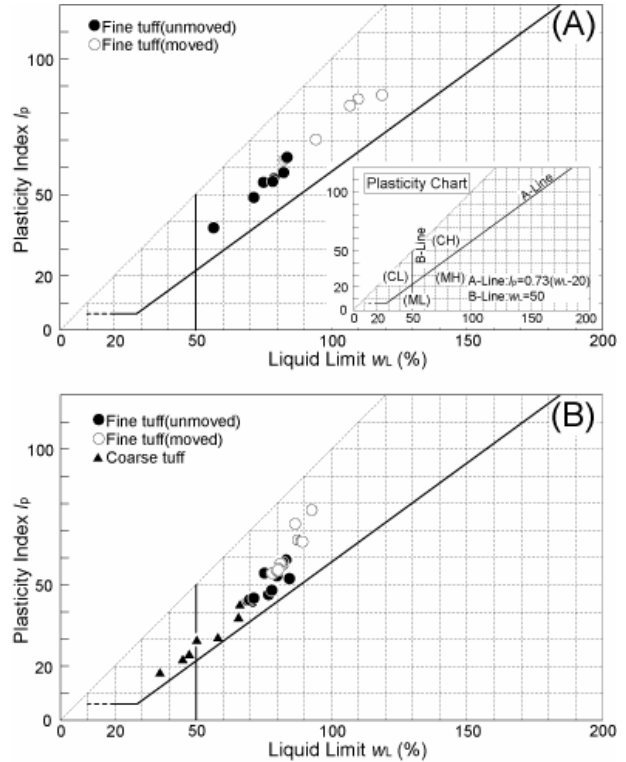 (A)
Fine tuff(unmoved)
Fine tuff(moved)
100
50
20
0
Plasticity Index Ip
0
20
50
100
150
200
Liquid Limit wL (%)
Plasticity Chart
A-Line
B-Line
(CH)
(CL)
(MH)
(ML)
A-Line:Ip=0.73(wL-20)
B-Line:wL=50
100
50
20
0
0
20
50
100
150
200
(B)
Fine tuff(unmoved)
Fine tuff(moved)
Coarse tuff
100
50
20
0
Plasticity Index Ip
0
20
50
100
150
200
Liquid Limit wL (%)